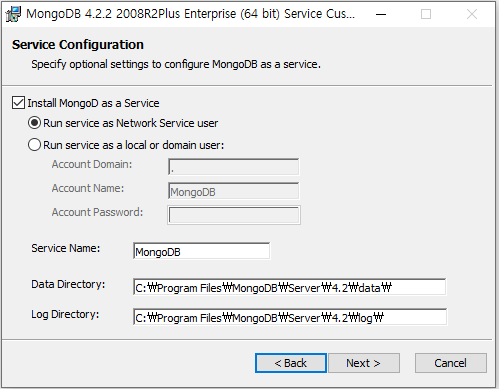 MongoDB 4.2.2 2008R2Plus Enterprise (64 bit) Service Cus...
Service Configuration
Specify optional settings to configure MongoDB as a service.
Install MongoD as a Service
Run service as Network Service user
Run service as a local or domain user:
Account Domain: .
Account Name: MongoDB
Account Password:
Service Name: MongoDB
Data Directory: C:₩Program Files₩MongoDB₩Server₩4.2₩data₩
Log Directory: C:₩Program Files₩MongoDB₩Server₩4.2₩log₩
< Back Next > Cancel